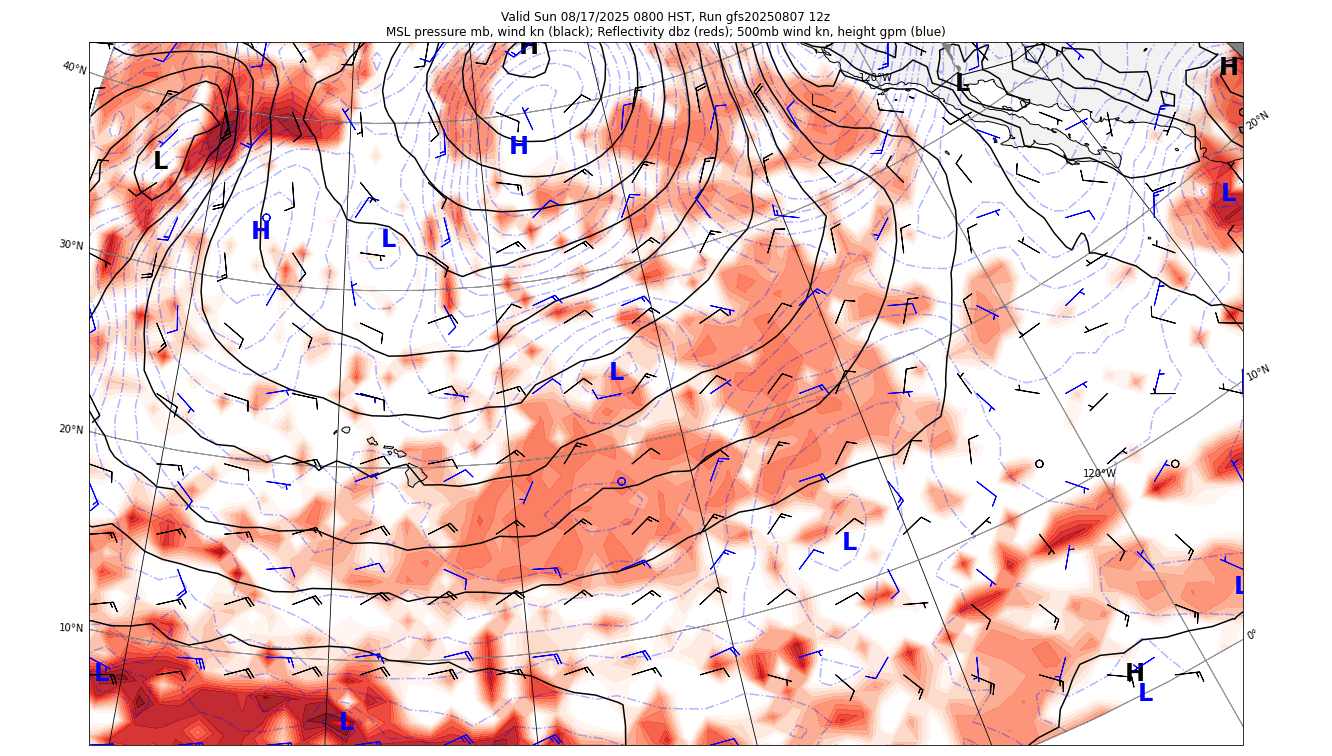 Valid Sun 08/17/2025 0800 HST, Run gfs20250807 12z
MSL pressure mb, wind kn (black); Reflectivity dbz (reds); 500mb wind kn, height gpm (blue)
H
40°N
120°W
L
H
20°N
H
L
L
H
L
30°N
L
10°N
20°N
120°W
L
L
10°N
0°
L
H
L
L